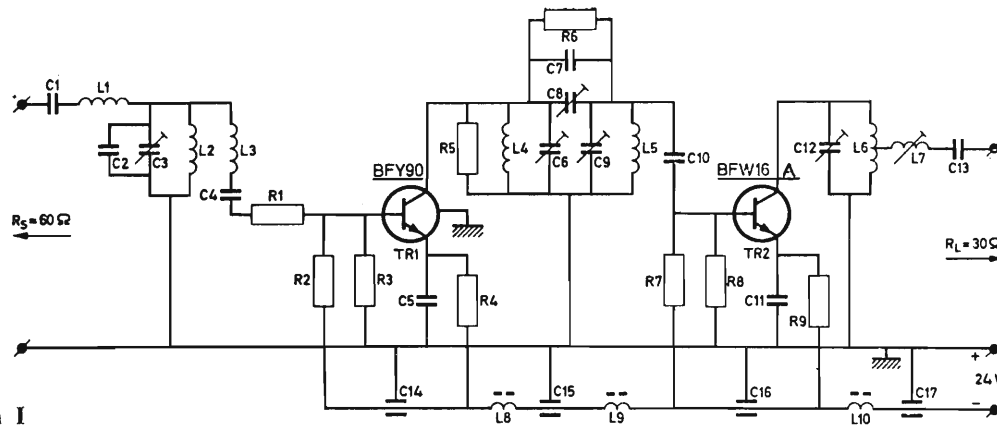 R6
C7
C8
C1
L1
C2
C3
L2
L3
C4
R1
R2
R3
BFY90
TR1
C5
R4
R5
L4
C6
C9
L5
C10
BFW16 A
TR2
R7
R8
C11
R9
C12
L6
L7
C13
RS = 60 Ω
RL = 30 Ω
C14
L8
C15
L9
C16
L10
C17
+
24
−
I